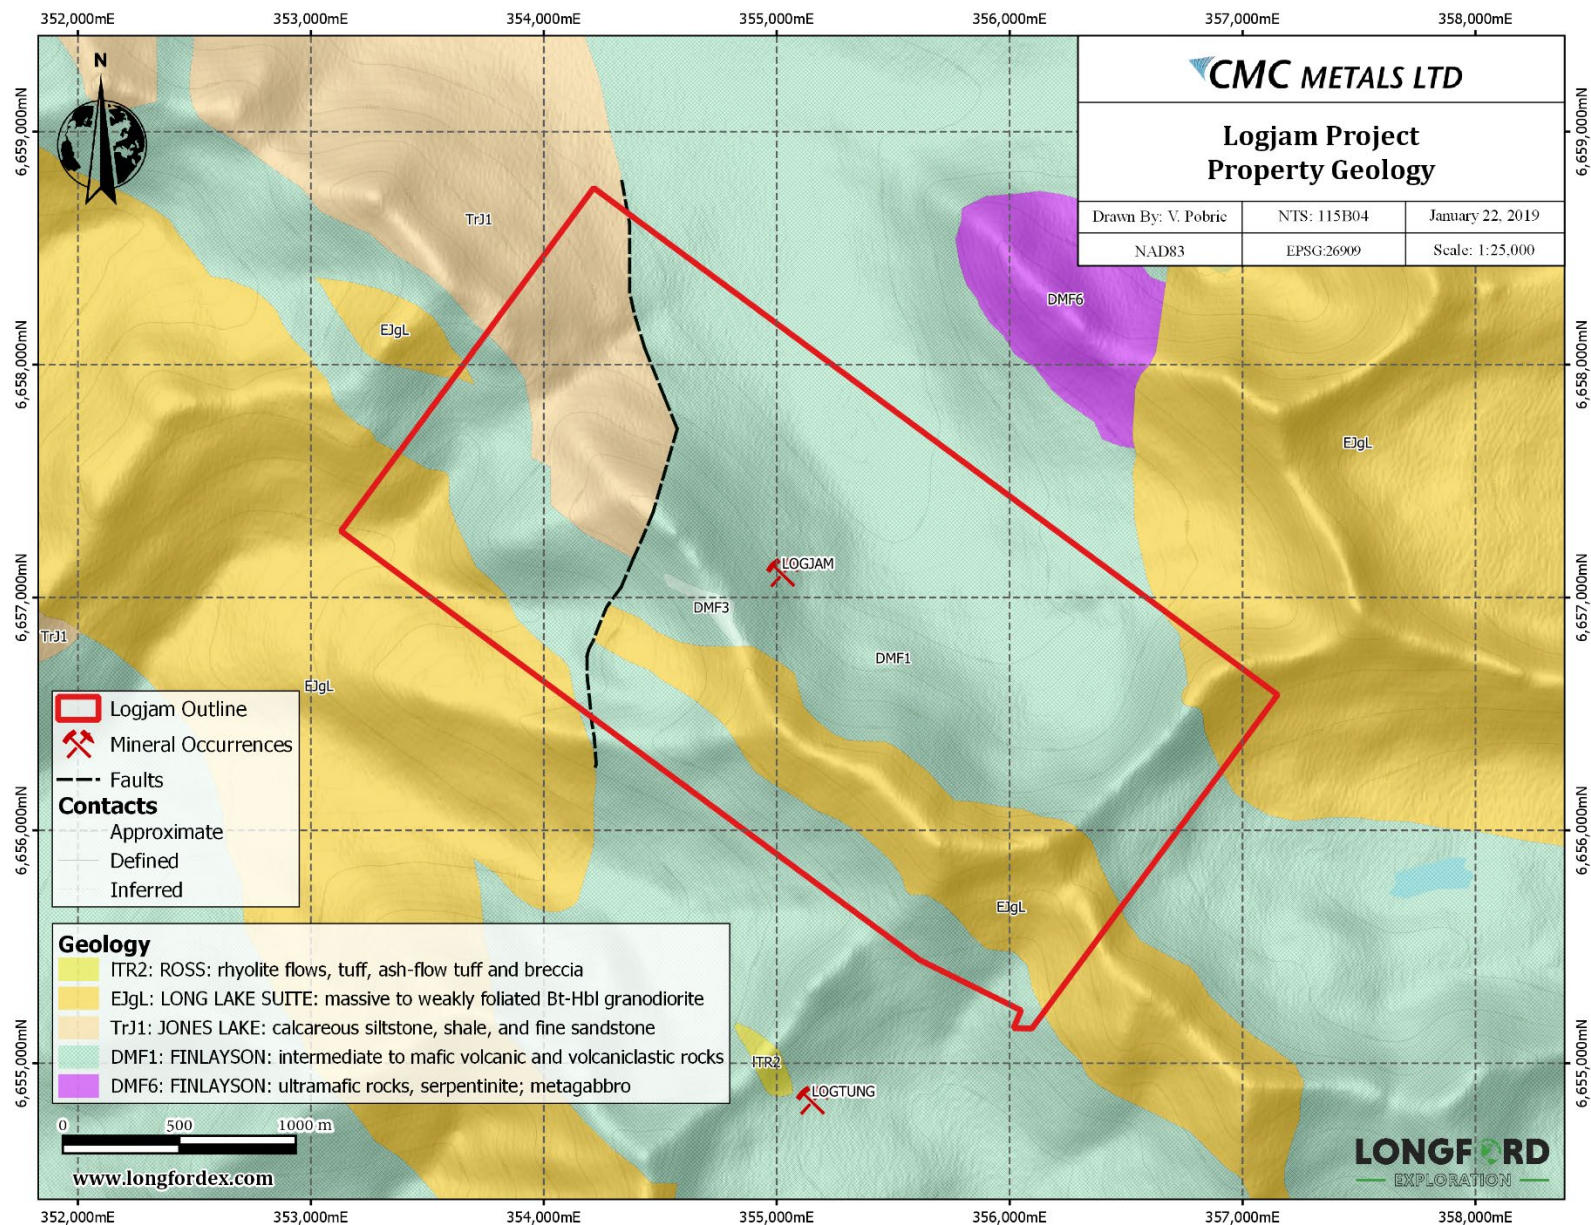 352,000mE 353,000mE 354,000mE 355,000mE 356,000mE 357,000mE 358,000mE
N
CMC METALS LTD
Logjam Project
Property Geology
Drawn By: V. Pobric NTS: 115B04 January 22, 2019
NAD83 EPSG:26909 Scale: 1:25,000
6,659,000mN 6,659,000mN
TrJ1
DMF6
EJgL
6,658,000mN 6,658,000mN
EJgL
LOGJAM
6,657,000mN 6,657,000mN
DMF3
TrJ1
DMF1
EJgL
Logjam Outline
Mineral Occurrences
Faults
Contacts
Approximate
Defined
Inferred
6,656,000mN 6,656,000mN
EJgL
Geology
ITR2: ROSS: rhyolite flows, tuff, ash-flow tuff and breccia
EJgL: LONG LAKE SUITE: massive to weakly foliated Bt-Hbl granodiorite
TrJ1: JONES LAKE: calcareous siltstone, shale, and fine sandstone
DMF1: FINLAYSON: intermediate to mafic volcanic and volcaniclastic rocks
DMF6: FINLAYSON: ultramafic rocks, serpentinite; metagabbro
6,655,000mN 6,655,000mN
ITR2
LOGTUNG
0 500 1000 m
www.longfordex.com
LONGFORD
EXPLORATION
352,000mE 353,000mE 354,000mE 355,000mE 356,000mE 357,000mE 358,000mE